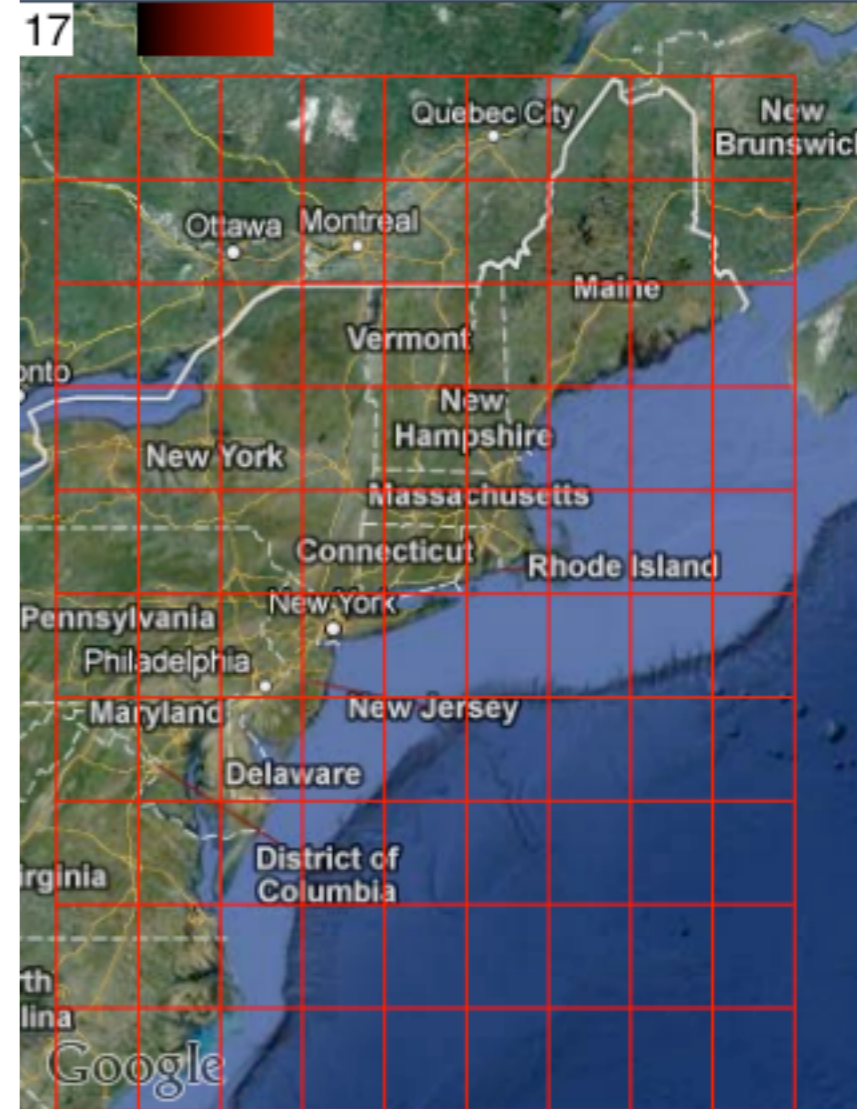 17
Quebec City
New
Brunswick
Ottawa
Montreal
Maine
Vermont
onto
New
Hampshire
New York
Massachusetts
Connecticut
Rhode Island
New York
Pennsylvania
Philadelphia
Maryland
New Jersey
Delaware
District of
Columbia
irginia
th
lina
Google